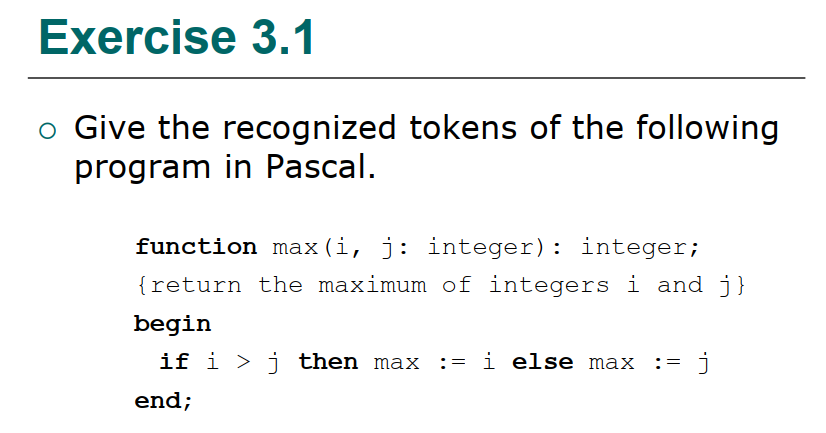 Exercise 3.1
Give the recognized tokens of the following
program in Pascal.
function max(i, j: integer): integer;
{return the maximum of integers i and j}
begin
if i > j then max := i else max := j
end;